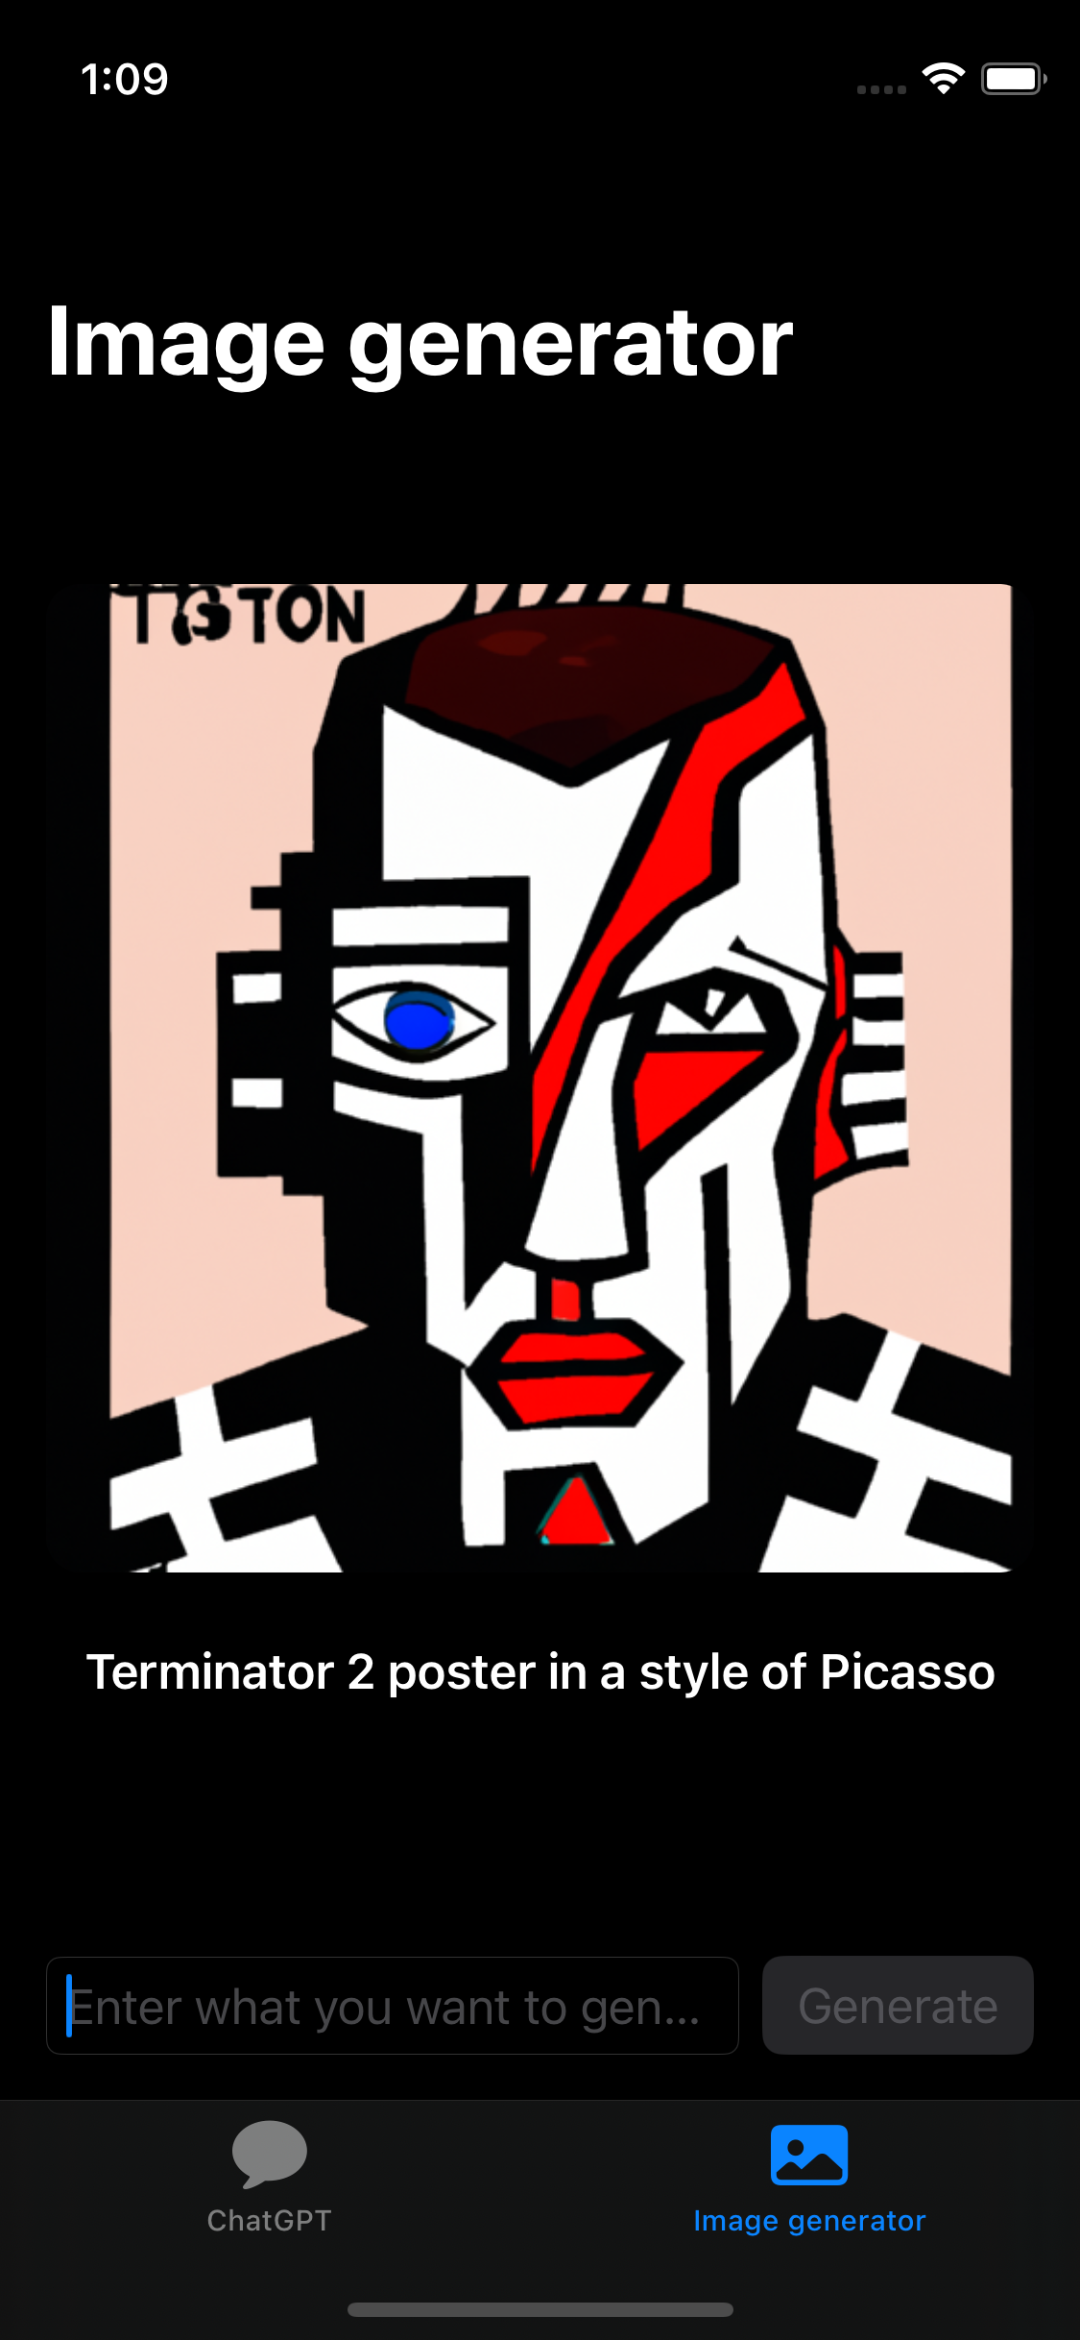 1:09
Image generator
TSTON
Terminator 2 poster in a style of Picasso
Enter what you want to gen...
Generate
ChatGPT
Image generator